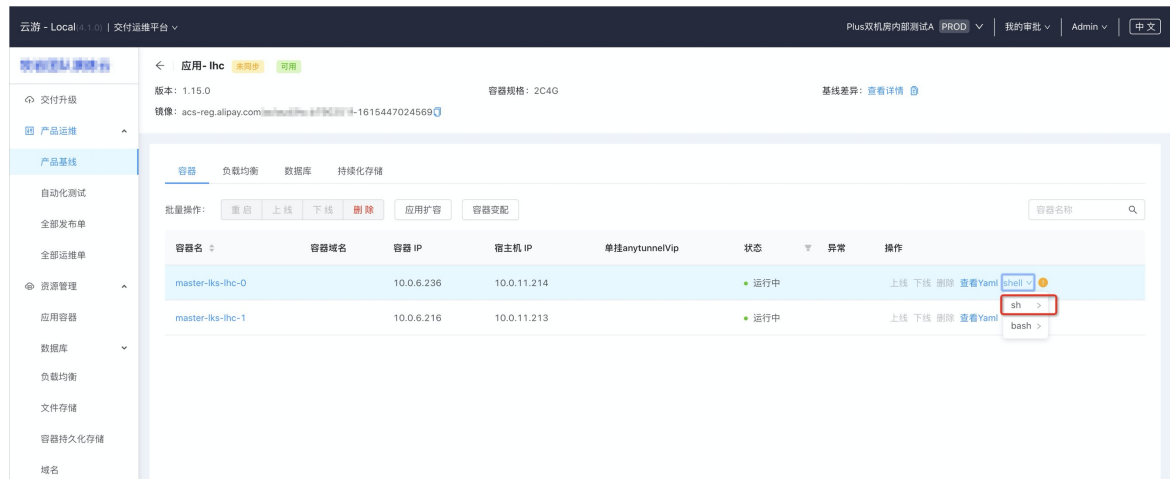 云游 - Local(4.1.0) | 交付运维平台
Plus双机房内部测试A PROD 我的审批 Admin 中文
应用- lhc 未同步 可用
版本: 1.15.0 容器规格: 2C4G 基线差异: 查看详情
镜像: acs-reg.alipay.com -1615447024569
交付升级
产品运维
产品基线
自动化测试
全部发布单
全部运维单
资源管理
应用容器
数据库
负载均衡
文件存储
容器持久化存储
域名
容器 负载均衡 数据库 持续化存储
批量操作: 重启 上线 下线 删除 应用扩容 容器变配 容器名称
容器名 容器域名 容器 IP 宿主机 IP 单挂anytunnelVip 状态 异常 操作
master-lks-lhc-0 10.0.6.236 10.0.11.214 运行中 上线 下线 删除 查看Yaml shell
sh >
master-lks-lhc-1 10.0.6.216 10.0.11.213 运行中 上线 下线 删除 查看Yaml
bash >